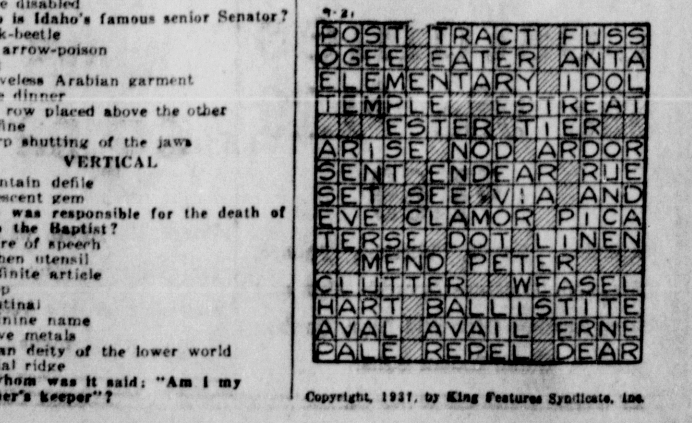 e disabled
is Idaho's famous senior Senator?
k-beetle
arrow-poison
veless Arabian garment
e dinner
row placed above the other
fine
rp shutting of the jaws
VERTICAL
ntain defile
scent gem
was responsible for the death of
the Baptist?
re of speech
hen utensil
finite article
p
tinal
nine name
ve metals
an deity of the lower world
al ridge
hom was it said: "Am I my
er's keeper"?
9-21
POST TRACT FUSS
OGEE EATER ANTA
ELEMENTARY IDOL
TEMPLE ESTREAT
ESTER TIER
ARISE NOD ARDOR
SENT ENDEAR RUE
SET SEE VIA AND
EVE CLAMOR PICA
TERSE DOT LINEN
MEND PETER
CLUTTER WEASEL
HART BALLISTITE
AVAL AVAIL ERNE
PALE REPEL DEAR
Copyright, 1937, by King Features Syndicate, Inc.